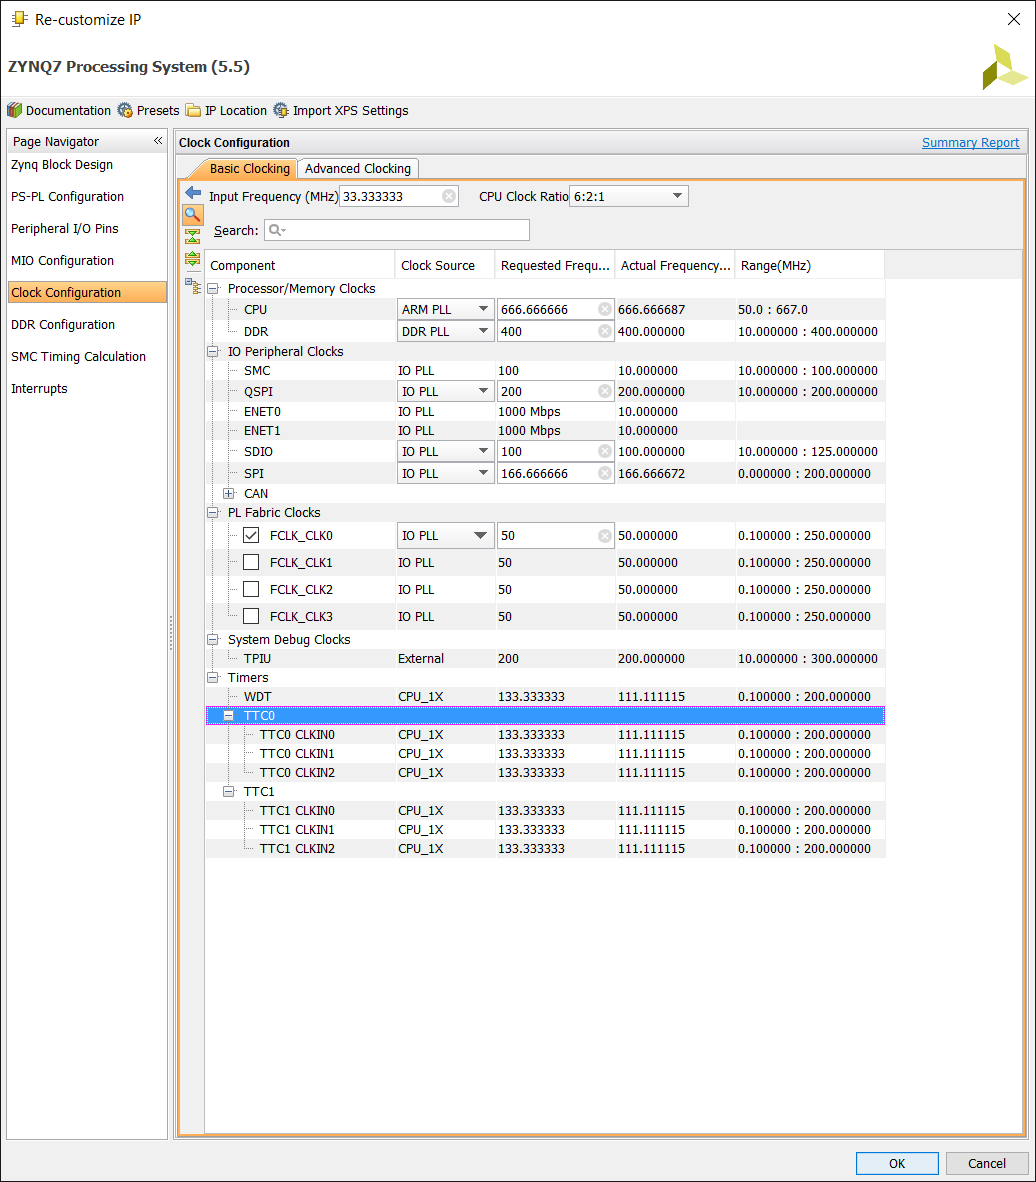 Re-customize IP
ZYNQ7 Processing System (5.5)
Documentation Presets IP Location Import XPS Settings
Page Navigator «
Zynq Block Design
PS-PL Configuration
Peripheral I/O Pins
MIO Configuration
Clock Configuration
DDR Configuration
SMC Timing Calculation
Interrupts
Clock Configuration Summary Report
Basic Clocking Advanced Clocking
Input Frequency (MHz) 33.333333 CPU Clock Ratio 6:2:1
Search:
Component Clock Source Requested Frequ... Actual Frequency... Range(MHz)
Processor/Memory Clocks
CPU ARM PLL 666.666666 666.666687 50.0 : 667.0
DDR DDR PLL 400 400.000000 10.000000 : 400.000000
IO Peripheral Clocks
SMC IO PLL 100 10.000000 10.000000 : 100.000000
QSPI IO PLL 200 200.000000 10.000000 : 200.000000
ENET0 IO PLL 1000 Mbps 10.000000
ENET1 IO PLL 1000 Mbps 10.000000
SDIO IO PLL 100 100.000000 10.000000 : 125.000000
SPI IO PLL 166.666666 166.666672 0.000000 : 200.000000
CAN
PL Fabric Clocks
FCLK_CLK0 IO PLL 50 50.000000 0.100000 : 250.000000
FCLK_CLK1 IO PLL 50 50.000000 0.100000 : 250.000000
FCLK_CLK2 IO PLL 50 50.000000 0.100000 : 250.000000
FCLK_CLK3 IO PLL 50 50.000000 0.100000 : 250.000000
System Debug Clocks
TPIU External 200 200.000000 10.000000 : 300.000000
Timers
WDT CPU_1X 133.333333 111.111115 0.100000 : 200.000000
TTC0
TTC0 CLKIN0 CPU_1X 133.333333 111.111115 0.100000 : 200.000000
TTC0 CLKIN1 CPU_1X 133.333333 111.111115 0.100000 : 200.000000
TTC0 CLKIN2 CPU_1X 133.333333 111.111115 0.100000 : 200.000000
TTC1
TTC1 CLKIN0 CPU_1X 133.333333 111.111115 0.100000 : 200.000000
TTC1 CLKIN1 CPU_1X 133.333333 111.111115 0.100000 : 200.000000
TTC1 CLKIN2 CPU_1X 133.333333 111.111115 0.100000 : 200.000000
OK Cancel